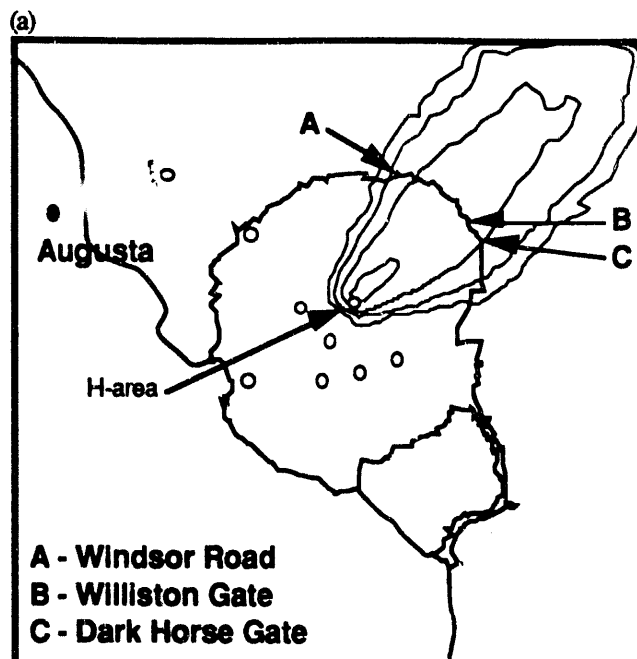 (a)
A
B
C
Augusta
H-area
A - Windsor Road
B - Williston Gate
C - Dark Horse Gate